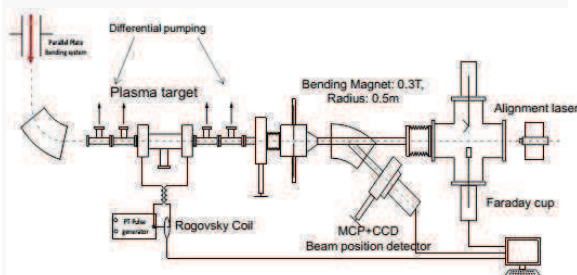 Differential pumping
Parallel Plate
Bending system
Plasma target
Bending Magnet: 0.3T,
Radius: 0.5m
Alignment laser
Faraday cup
PT-Pulse
generator
Rogovsky Coil
MCP+CCD
Beam position detector